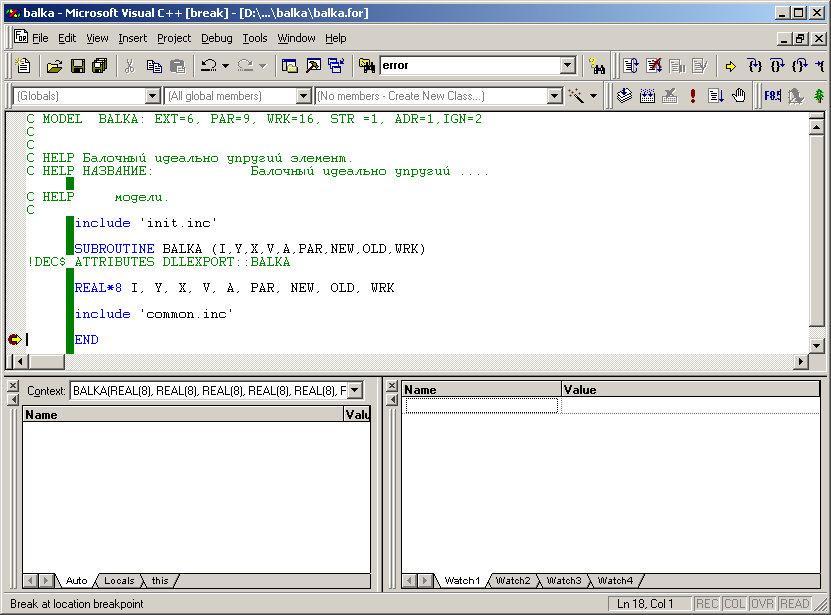 balka - Microsoft Visual C++ [break] - [D:\...\balka\balka.for]
File Edit View Insert Project Debug Tools Window Help
error
(Globals) (All global members) (No members - Create New Class...) F8.5
C MODEL  BALKA: EXT=6, PAR=9, WRK=16, STR =1, ADR=1,IGN=2
C
C
C HELP Балочный идеально упругий элемент.
C HELP НАЗВАНИЕ:            Балочный идеально упругий ....
C HELP     модели.
C
include 'init.inc'
SUBROUTINE BALKA (I,Y,X,V,A,PAR,NEW,OLD,WRK)
!DEC$ ATTRIBUTES DLLEXPORT::BALKA
REAL*8 I, Y, X, V, A, PAR, NEW, OLD, WRK
include 'common.inc'
END
Context: BALKA(REAL(8), REAL(8), REAL(8), REAL(8), REAL(8), F
Name Valu
Auto Locals this
Name Value
Watch1 Watch2 Watch3 Watch4
Break at location breakpoint Ln 18, Col 1 REC COL OVR READ